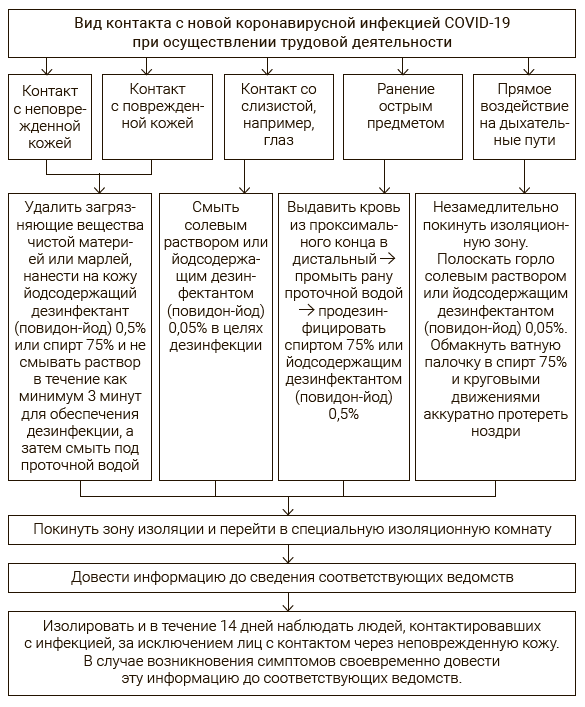 Вид контакта с новой коронавирусной инфекцией COVID-19
при осуществлении трудовой деятельности
Контакт
с неповре-
жденной
кожей
Контакт
с поврежден-
ной кожей
Контакт со
слизистой,
например,
глаз
Ранение
острым
предметом
Прямое
воздействие
на дыхатель-
ные пути
Удалить загряз-
няющие вещества
чистой матери-
ей или марлей,
нанести на кожу
йодсодержащий
дезинфектант
(повидон-йод) 0,5%
или спирт 75% и не
смывать раствор
в течение как
минимум 3 минут
для обеспечения
дезинфекции, а
затем смыть под
проточной водой
Смыть
солевым
раствором или
йодсодержа-
щим дезин-
фектантом
(повидон-йод)
0,05% в целях
дезинфекции
Выдавить кровь
из проксималь-
ного конца в
дистальный →
промыть рану
проточной водой
→ продезин-
фицировать
спиртом 75% или
йодсодержащим
дезинфектантом
(повидон-йод)
0,5%
Незамедлительно
покинуть изоляцион-
ную зону.
Полоскать горло
солевым раствором
или йодсодержащим
дезинфектантом
(повидон-йод) 0,05%.
Обмакнуть ватную
палочку в спирт 75%
и круговыми
движениями
аккуратно протереть
ноздри
Покинуть зону изоляции и перейти в специальную изоляционную комнату
Довести информацию до сведения соответствующих ведомств
Изолировать и в течение 14 дней наблюдать людей, контактировавших
с инфекцией, за исключением лиц с контактом через неповрежденную кожу.
В случае возникновения симптомов своевременно довести
эту информацию до соответствующих ведомств.